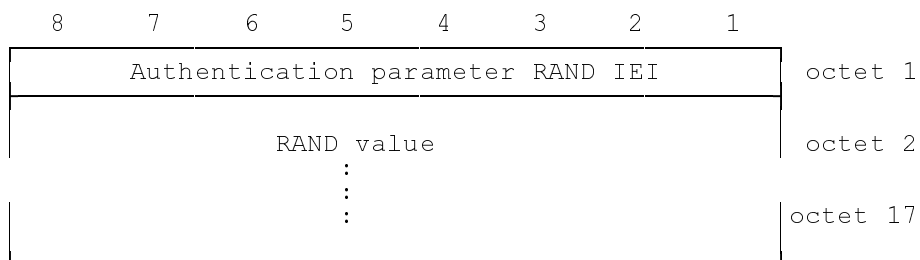 8 7 6 5 4 3 2 1
Authentication parameter RAND IEI octet 1
RAND value octet 2
:
:
: octet 17